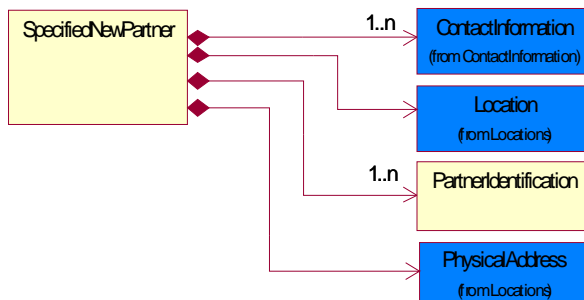 SpecifiedNewPartner
1..n
ContactInformation
(from ContactInformation)
Location
(from Locations)
1..n
PartnerIdentification
PhysicalAddress
(from Locations)